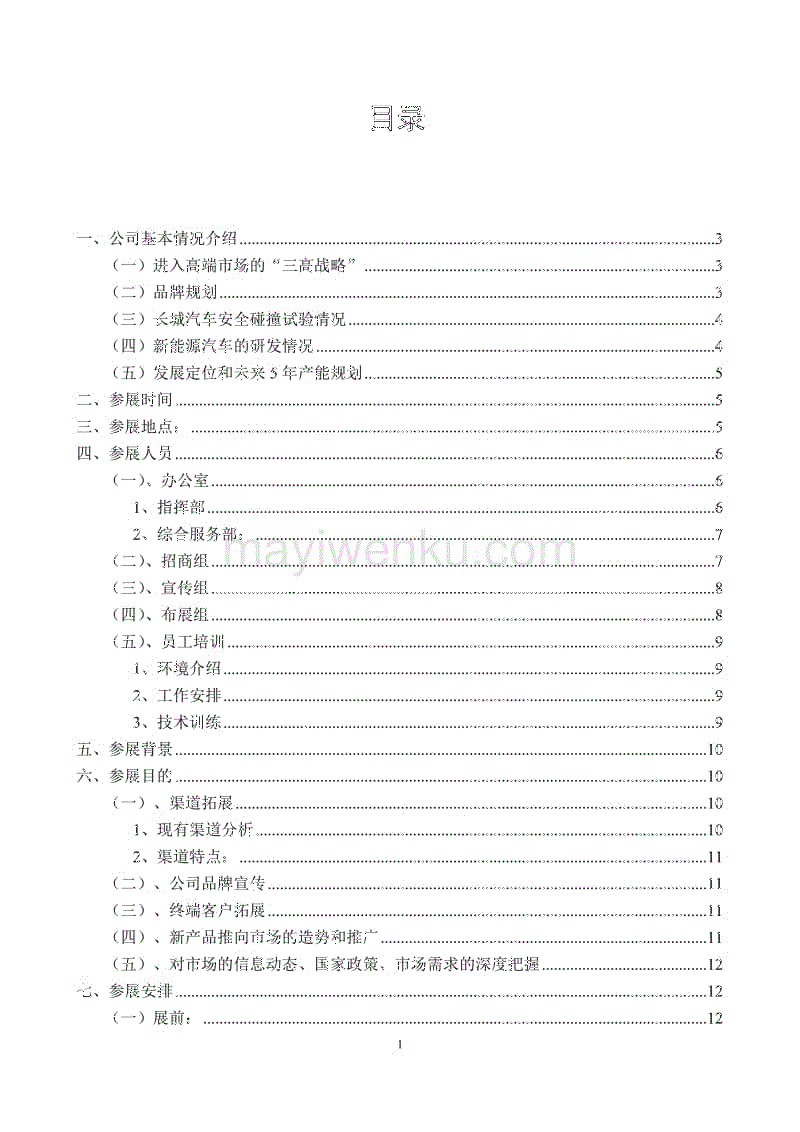 目录
一、公司基本情况介绍........3
（一）进入高端市场的“三高战略”........3
（二）品牌规划........3
（三）长城汽车安全碰撞试验情况........4
（四）新能源汽车的研发情况........4
（五）发展定位和未来 5 年产能规划........5
二、参展时间........5
三、参展地点：........5
四、参展人员........6
（一）、办公室........6
1、指挥部........6
2、综合服务部：........7
mayiwenku.com
（二）、招商组........7
（三）、宣传组........8
（四）、布展组........8
（五）、员工培训........9
1、环境介绍........9
2、工作安排........9
3、技术训练........9
五、参展背景........10
六、参展目的........10
（一）、渠道拓展........10
1、现有渠道分析........10
2、渠道特点：........11
（二）、公司品牌宣传........11
（三）、终端客户拓展........11
（四）、新产品推向市场的造势和推广........11
（五）、对市场的信息动态、国家政策、市场需求的深度把握........12
七、参展安排........12
（一）展前：........12
1